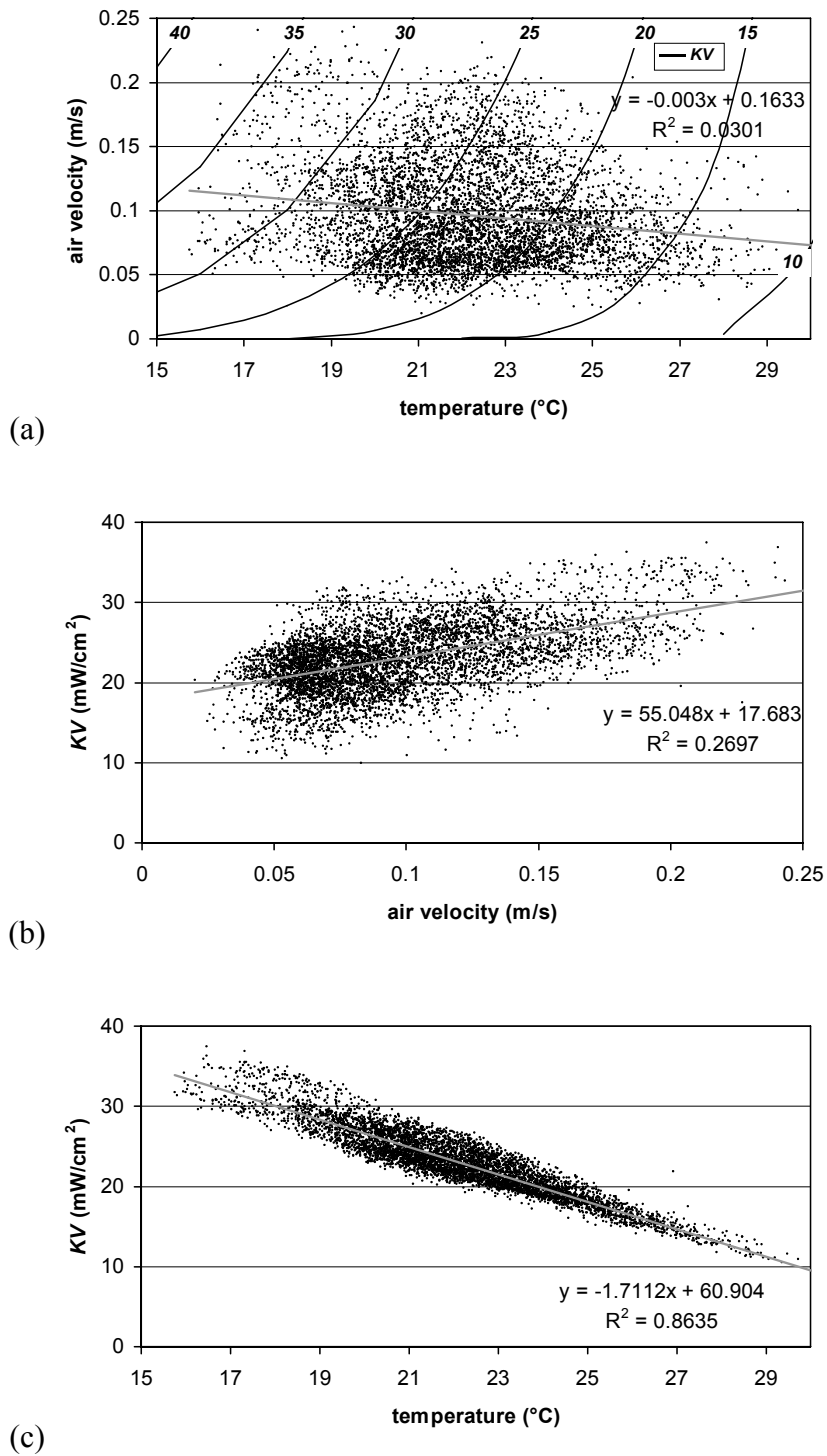 40 35 30 25 20 15
KV
y = -0.003x + 0.1633
R² = 0.0301
10
0.25
0.2
0.15
0.1
0.05
0
air velocity (m/s)
15 17 19 21 23 25 27 29
temperature (°C)
(a)
40
30
20
10
0
KV (mW/cm²)
y = 55.048x + 17.683
R² = 0.2697
0 0.05 0.1 0.15 0.2 0.25
air velocity (m/s)
(b)
40
30
20
10
0
KV (mW/cm²)
y = -1.7112x + 60.904
R² = 0.8635
15 17 19 21 23 25 27 29
temperature (°C)
(c)